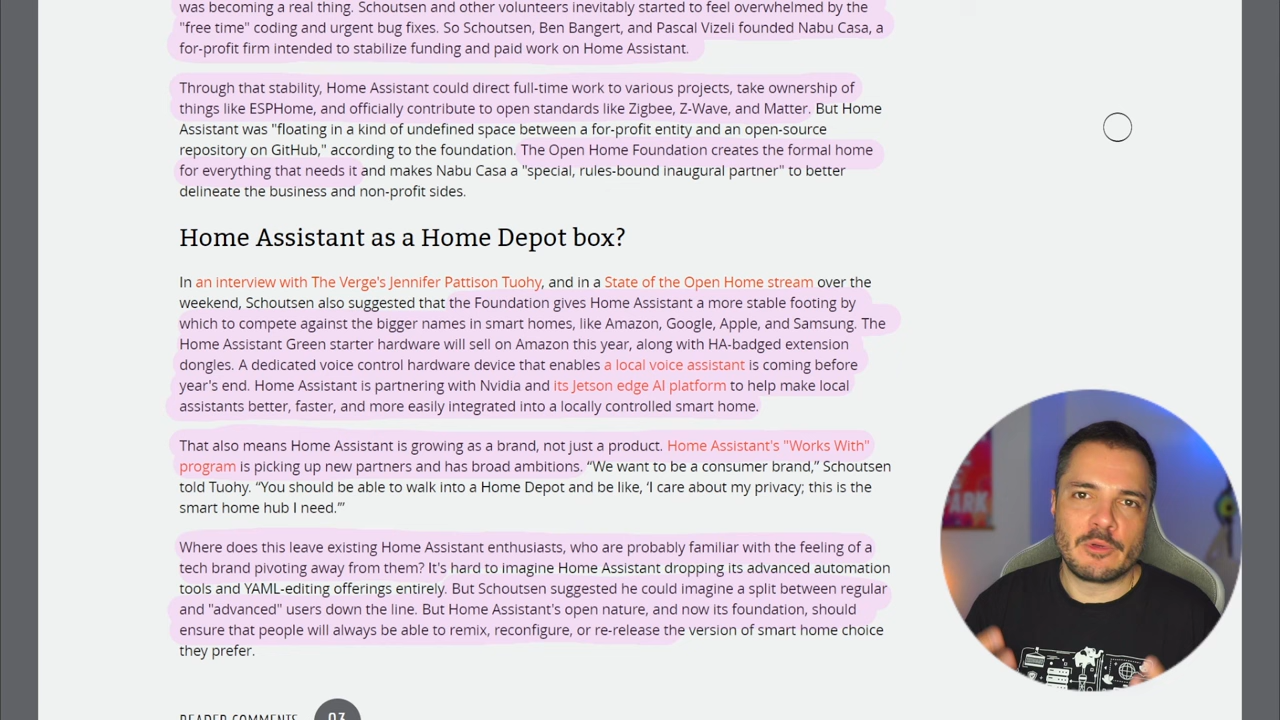 was becoming a real thing. Schoutsen and other volunteers inevitably started to feel overwhelmed by the
"free time" coding and urgent bug fixes. So Schoutsen, Ben Bangert, and Pascal Vizeli founded Nabu Casa, a
for-profit firm intended to stabilize funding and paid work on Home Assistant.
Through that stability, Home Assistant could direct full-time work to various projects, take ownership of
things like ESPHome, and officially contribute to open standards like Zigbee, Z-Wave, and Matter. But Home
Assistant was "floating in a kind of undefined space between a for-profit entity and an open-source
repository on GitHub," according to the foundation. The Open Home Foundation creates the formal home
for everything that needs it and makes Nabu Casa a "special, rules-bound inaugural partner" to better
delineate the business and non-profit sides.
Home Assistant as a Home Depot box?
In an interview with The Verge's Jennifer Pattison Tuohy, and in a State of the Open Home stream over the
weekend, Schoutsen also suggested that the Foundation gives Home Assistant a more stable footing by
which to compete against the bigger names in smart homes, like Amazon, Google, Apple, and Samsung. The
Home Assistant Green starter hardware will sell on Amazon this year, along with HA-badged extension
dongles. A dedicated voice control hardware device that enables a local voice assistant is coming before
year's end. Home Assistant is partnering with Nvidia and its Jetson edge AI platform to help make local
assistants better, faster, and more easily integrated into a locally controlled smart home.
That also means Home Assistant is growing as a brand, not just a product. Home Assistant's "Works With"
program is picking up new partners and has broad ambitions. “We want to be a consumer brand,” Schoutsen
told Tuohy. “You should be able to walk into a Home Depot and be like, ‘I care about my privacy; this is the
smart home hub I need.’”
Where does this leave existing Home Assistant enthusiasts, who are probably familiar with the feeling of a
tech brand pivoting away from them? It's hard to imagine Home Assistant dropping its advanced automation
tools and YAML-editing offerings entirely. But Schoutsen suggested he could imagine a split between regular
and "advanced" users down the line. But Home Assistant's open nature, and now its foundation, should
ensure that people will always be able to remix, reconfigure, or re-release the version of smart home choice
they prefer.
READER COMMENTS 93